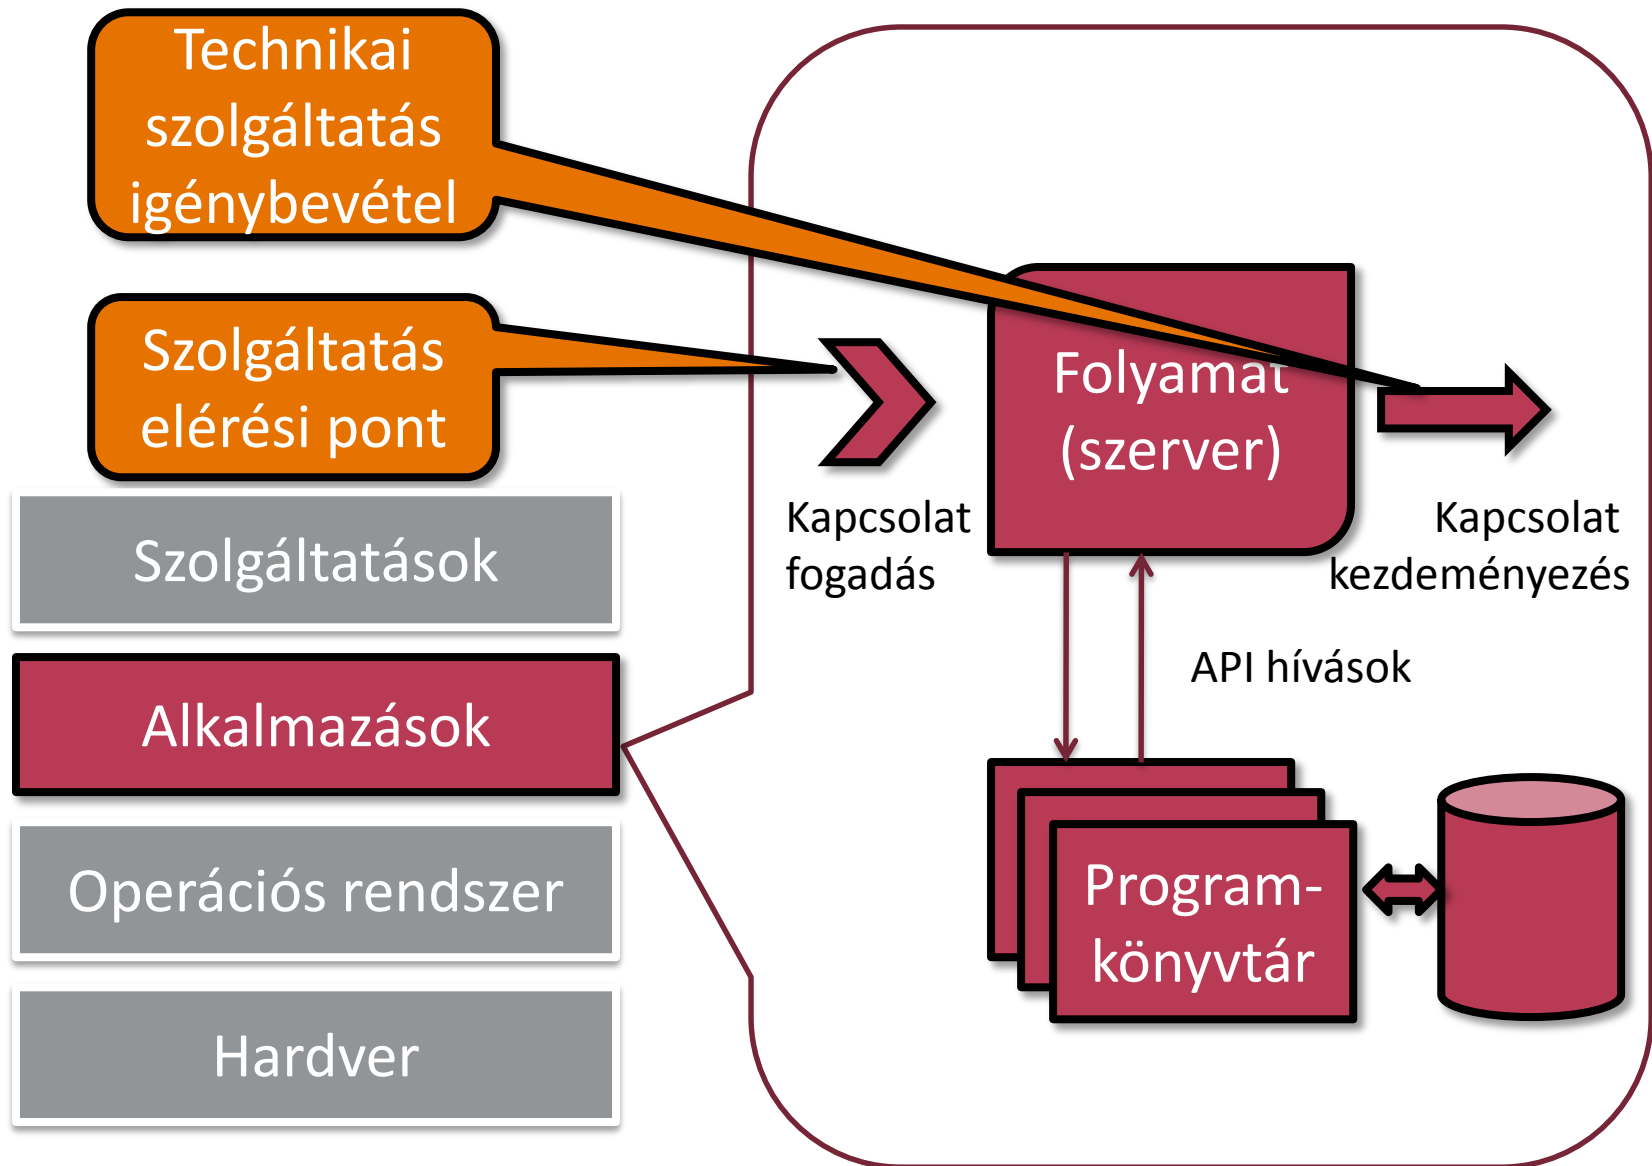 Technikai
szolgáltatás
igénybevétel
Szolgáltatás
elérési pont
Szolgáltatások
Alkalmazások
Operációs rendszer
Hardver
Folyamat
(szerver)
Kapcsolat
fogadás
Kapcsolat
kezdeményezés
API hívások
Program-
könyvtár